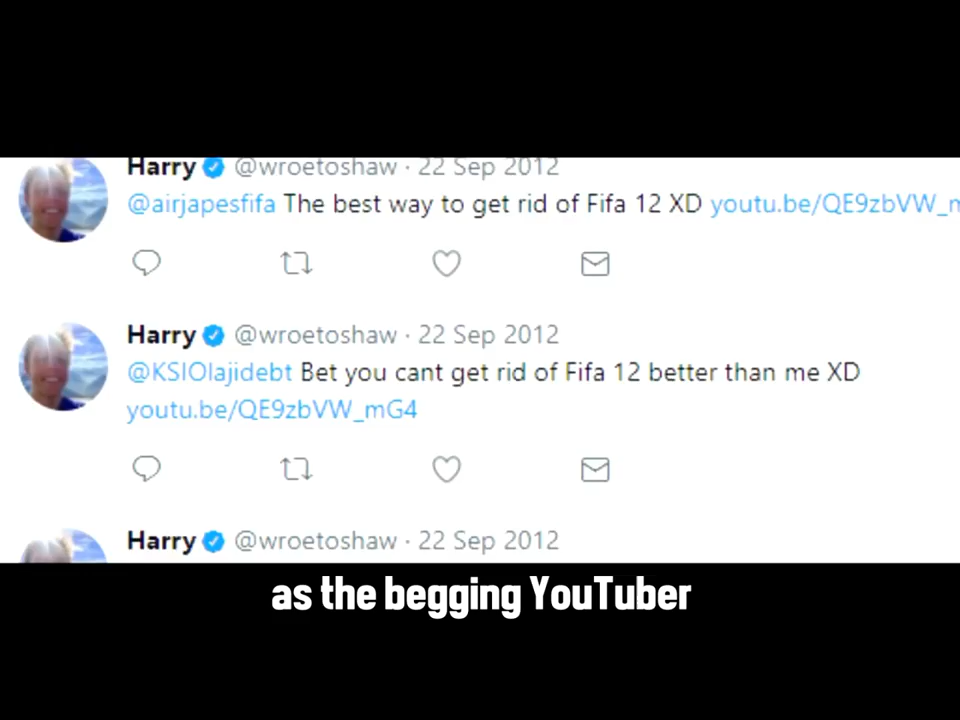 Harry @wroetoshaw · 22 Sep 2012
@airjapesfifa The best way to get rid of Fifa 12 XD youtu.be/QE9zbVW_m
Harry @wroetoshaw · 22 Sep 2012
@KSIOlajidebt Bet you cant get rid of Fifa 12 better than me XD
youtu.be/QE9zbVW_mG4
Harry @wroetoshaw · 22 Sep 2012
as the begging YouTuber